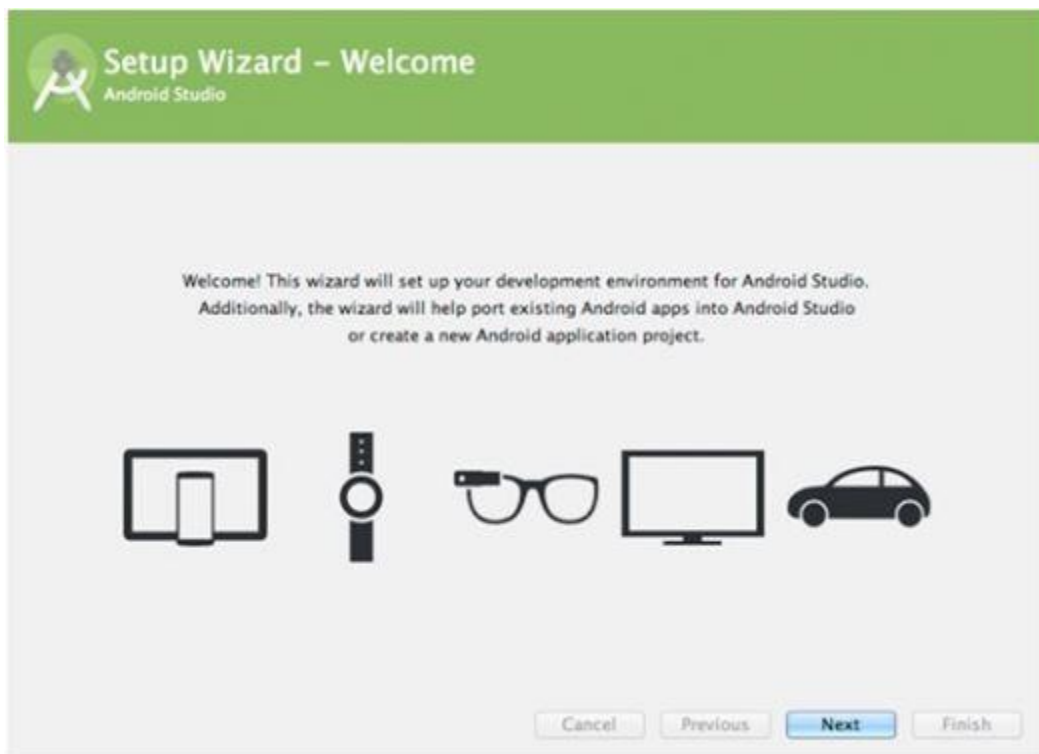 Setup Wizard – Welcome
Android Studio
Welcome! This wizard will set up your development environment for Android Studio.
Additionally, the wizard will help port existing Android apps into Android Studio
or create a new Android application project.
Cancel Previous Next Finish